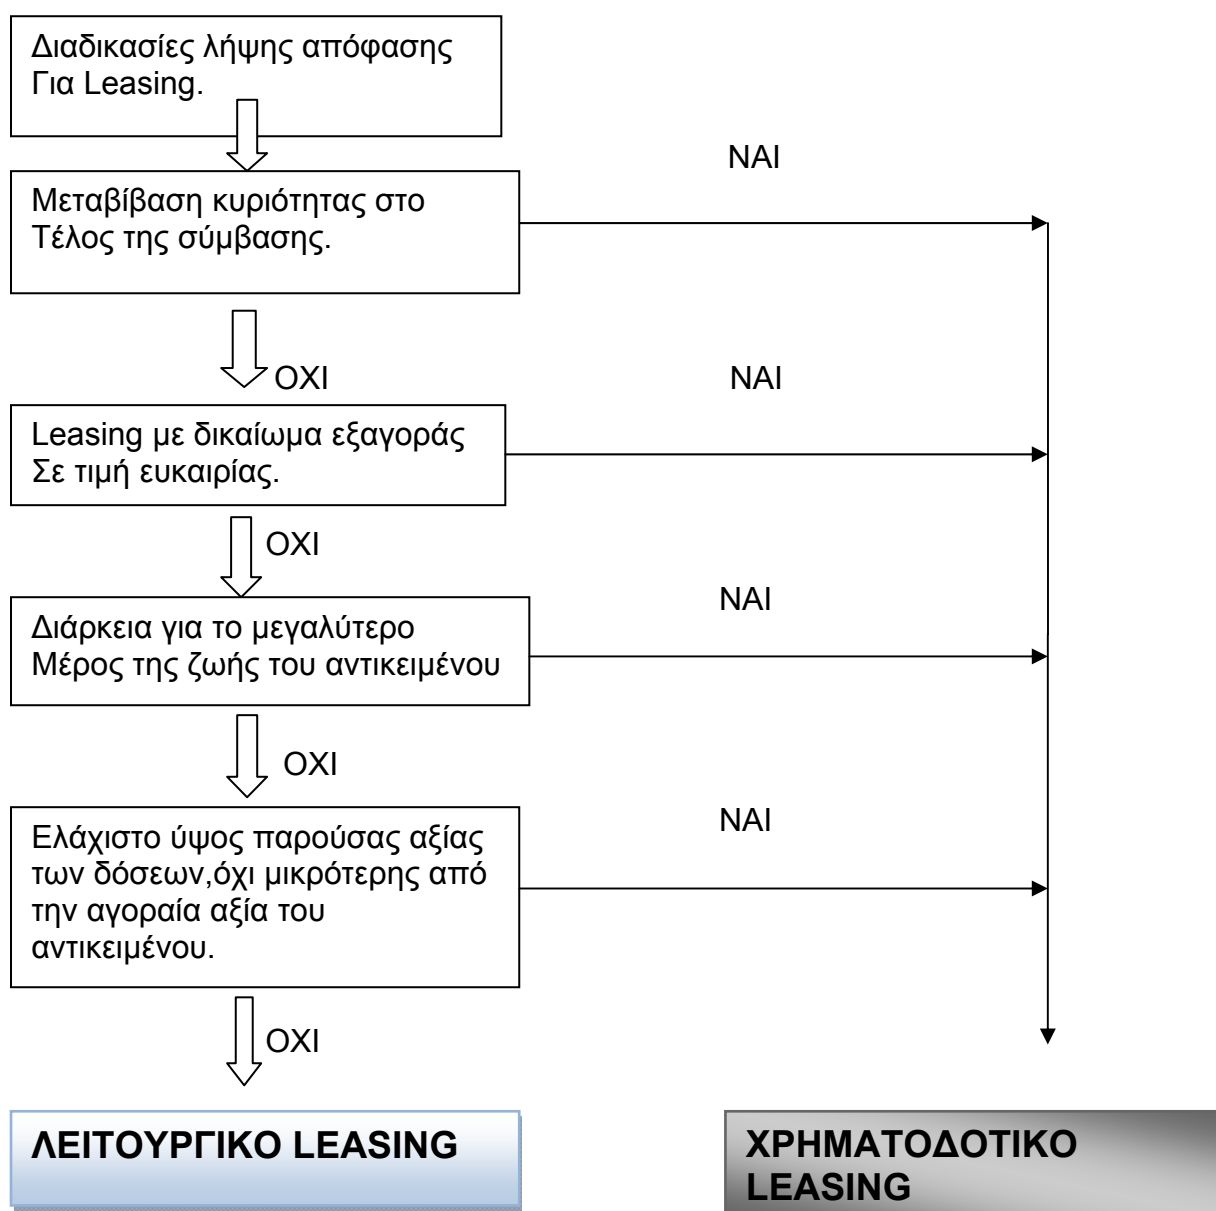 Διαδικασίες λήψης απόφασης
Για Leasing.
ΝΑΙ
Μεταβίβαση κυριότητας στο
Τέλος της σύμβασης.
ΟΧΙ
ΝΑΙ
Leasing με δικαίωμα εξαγοράς
Σε τιμή ευκαιρίας.
ΟΧΙ
ΝΑΙ
Διάρκεια για το μεγαλύτερο
Μέρος της ζωής του αντικειμένου
ΟΧΙ
ΝΑΙ
Ελάχιστο ύψος παρούσας αξίας
των δόσεων,όχι μικρότερης από
την αγοραία αξία του
αντικειμένου.
ΟΧΙ
ΛΕΙΤΟΥΡΓΙΚΟ LEASING
ΧΡΗΜΑΤΟΔΟΤΙΚΟ
LEASING